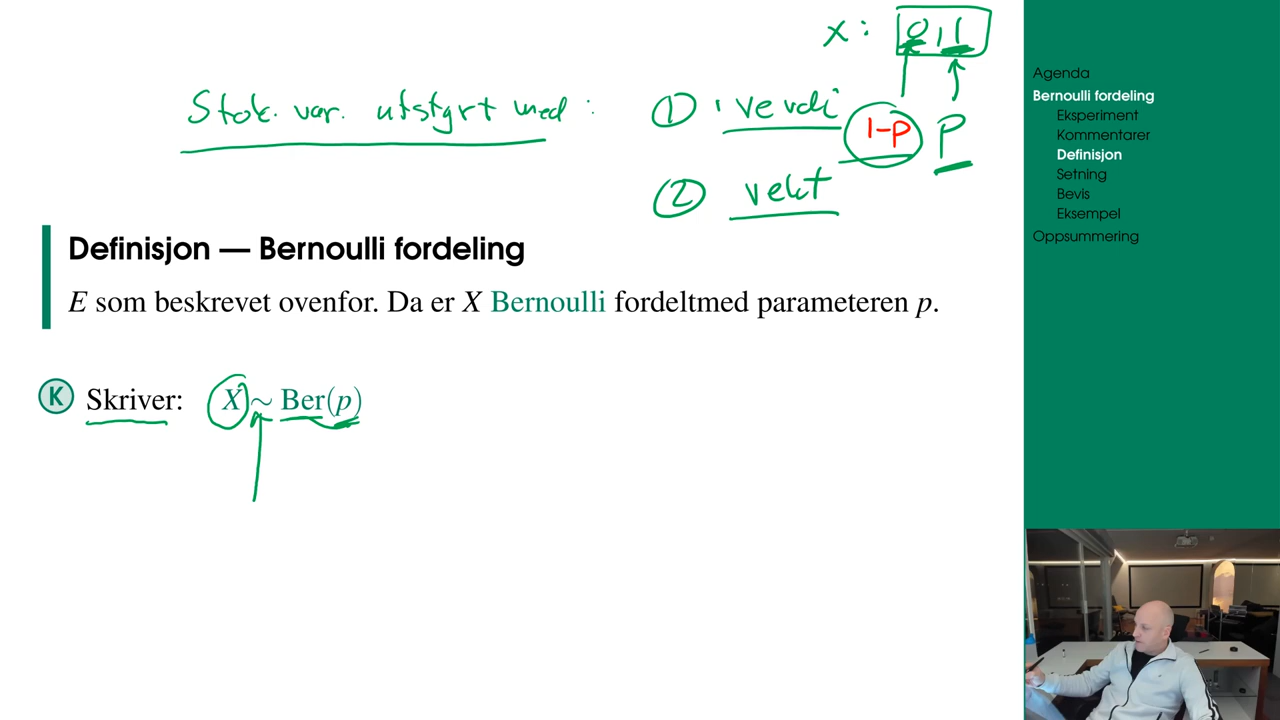 X: 0, 1
Stok. var. utstyrt med: ① verdi 1-p p
② vekt
Definisjon — Bernoulli fordeling
E som beskrevet ovenfor. Da er X Bernoulli fordeltmed parameteren p.
K Skriver: X ~ Ber(p)
Agenda
Bernoulli fordeling
Eksperiment
Kommentarer
Definisjon
Setning
Bevis
Eksempel
Oppsummering